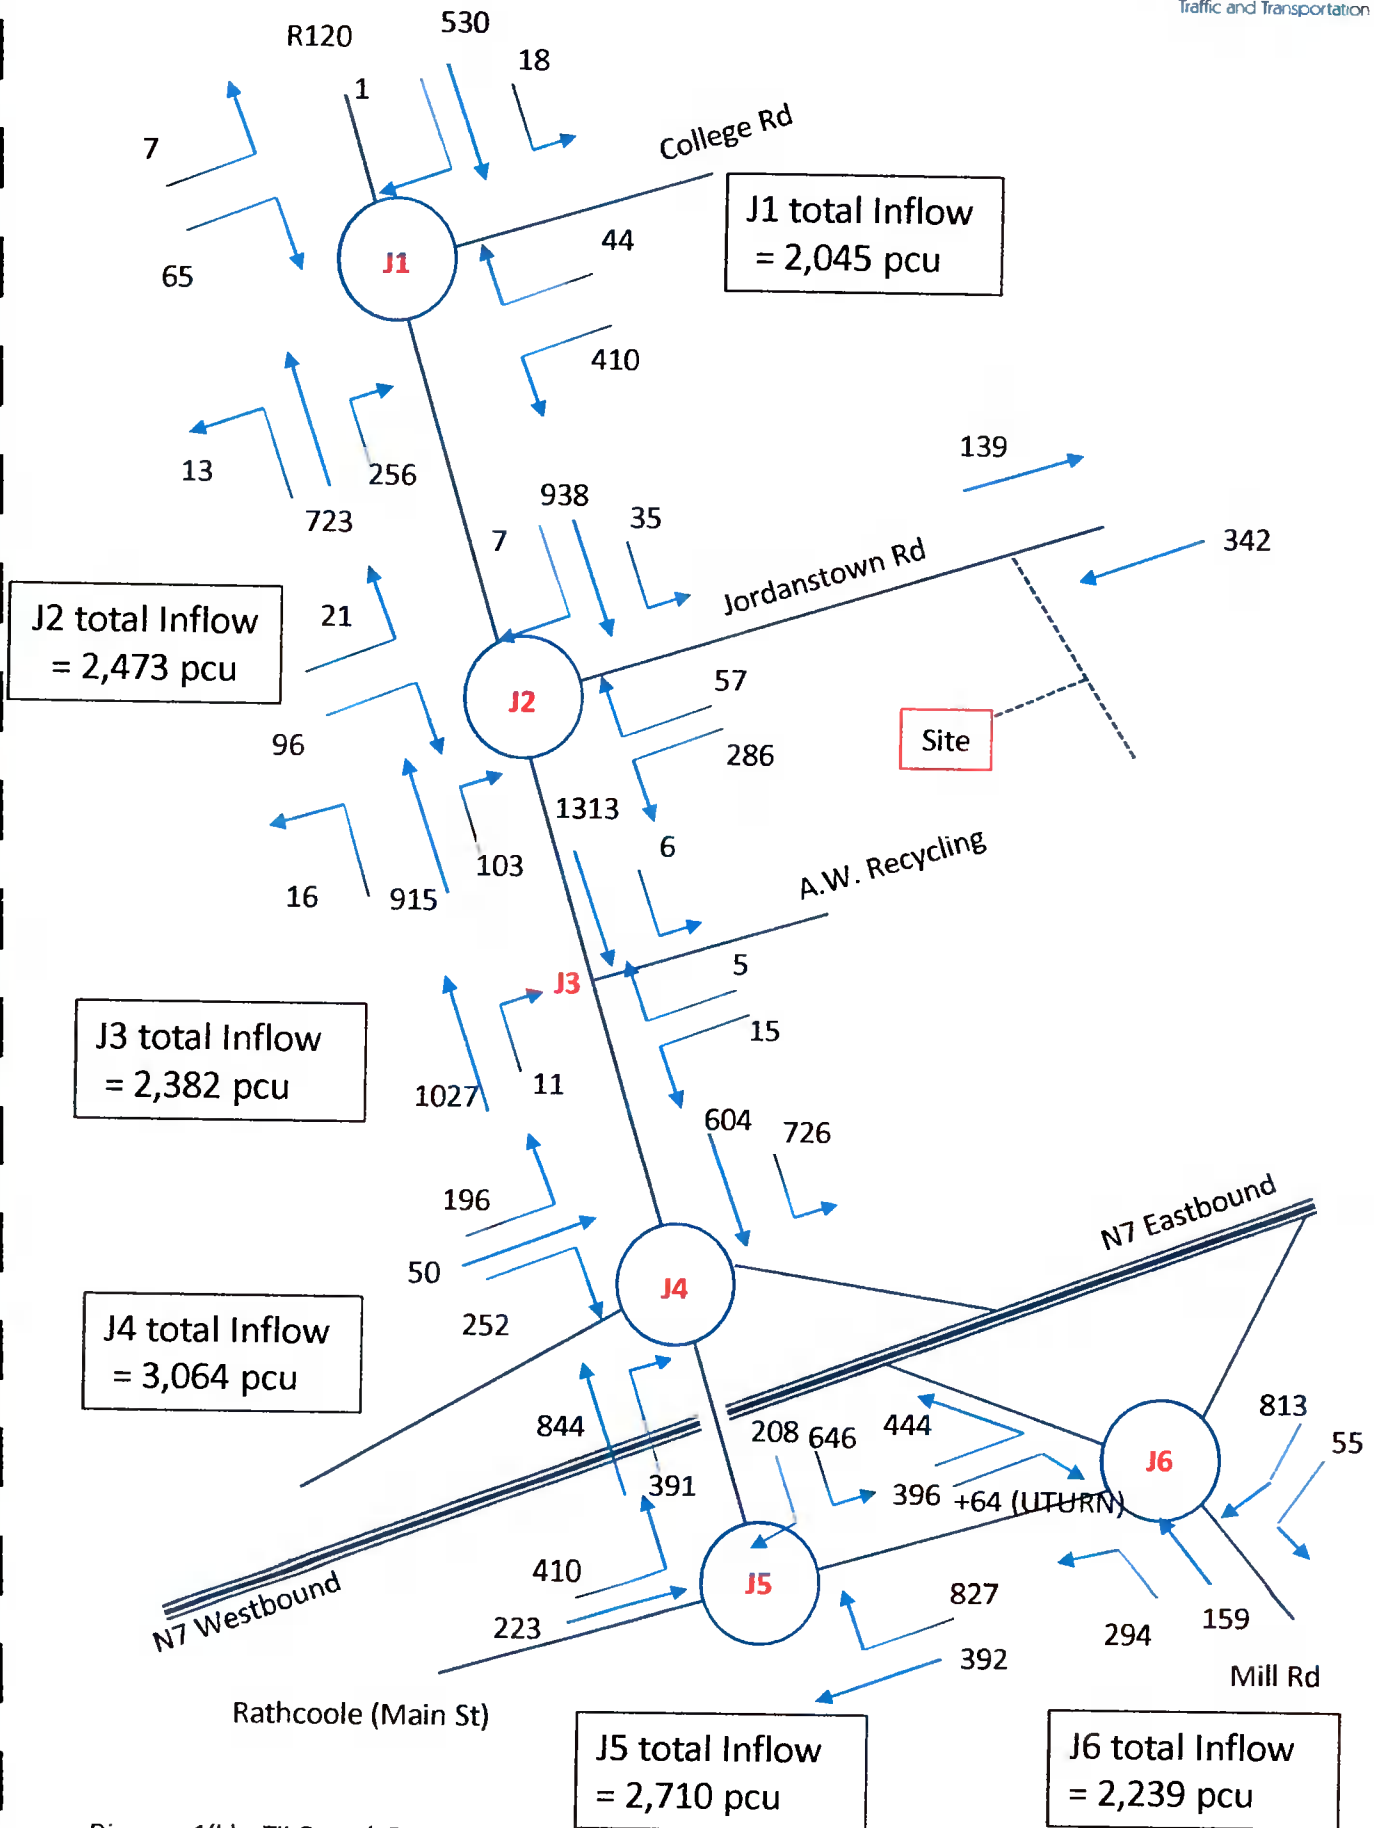 Traffic and Transportation
530
R120
18
1
College Rd
7
J1 total Inflow
= 2,045 pcu
44
J1
65
410
139
13
256
938
723
35
7
342
Jordanstown Rd
J2 total Inflow
= 2,473 pcu
21
57
J2
Site
96
286
1313
6
103
A.W. Recycling
16
915
5
J3
15
J3 total Inflow
= 2,382 pcu
11
1027
604
726
196
N7 Eastbound
50
J4
252
J4 total Inflow
= 3,064 pcu
844
208
646
444
813
55
J6
391
396
+64 (UTURN)
410
J5
827
N7 Westbound
223
294
159
392
Mill Rd
Rathcoole (Main St)
J5 total Inflow
= 2,710 pcu
J6 total Inflow
= 2,239 pcu